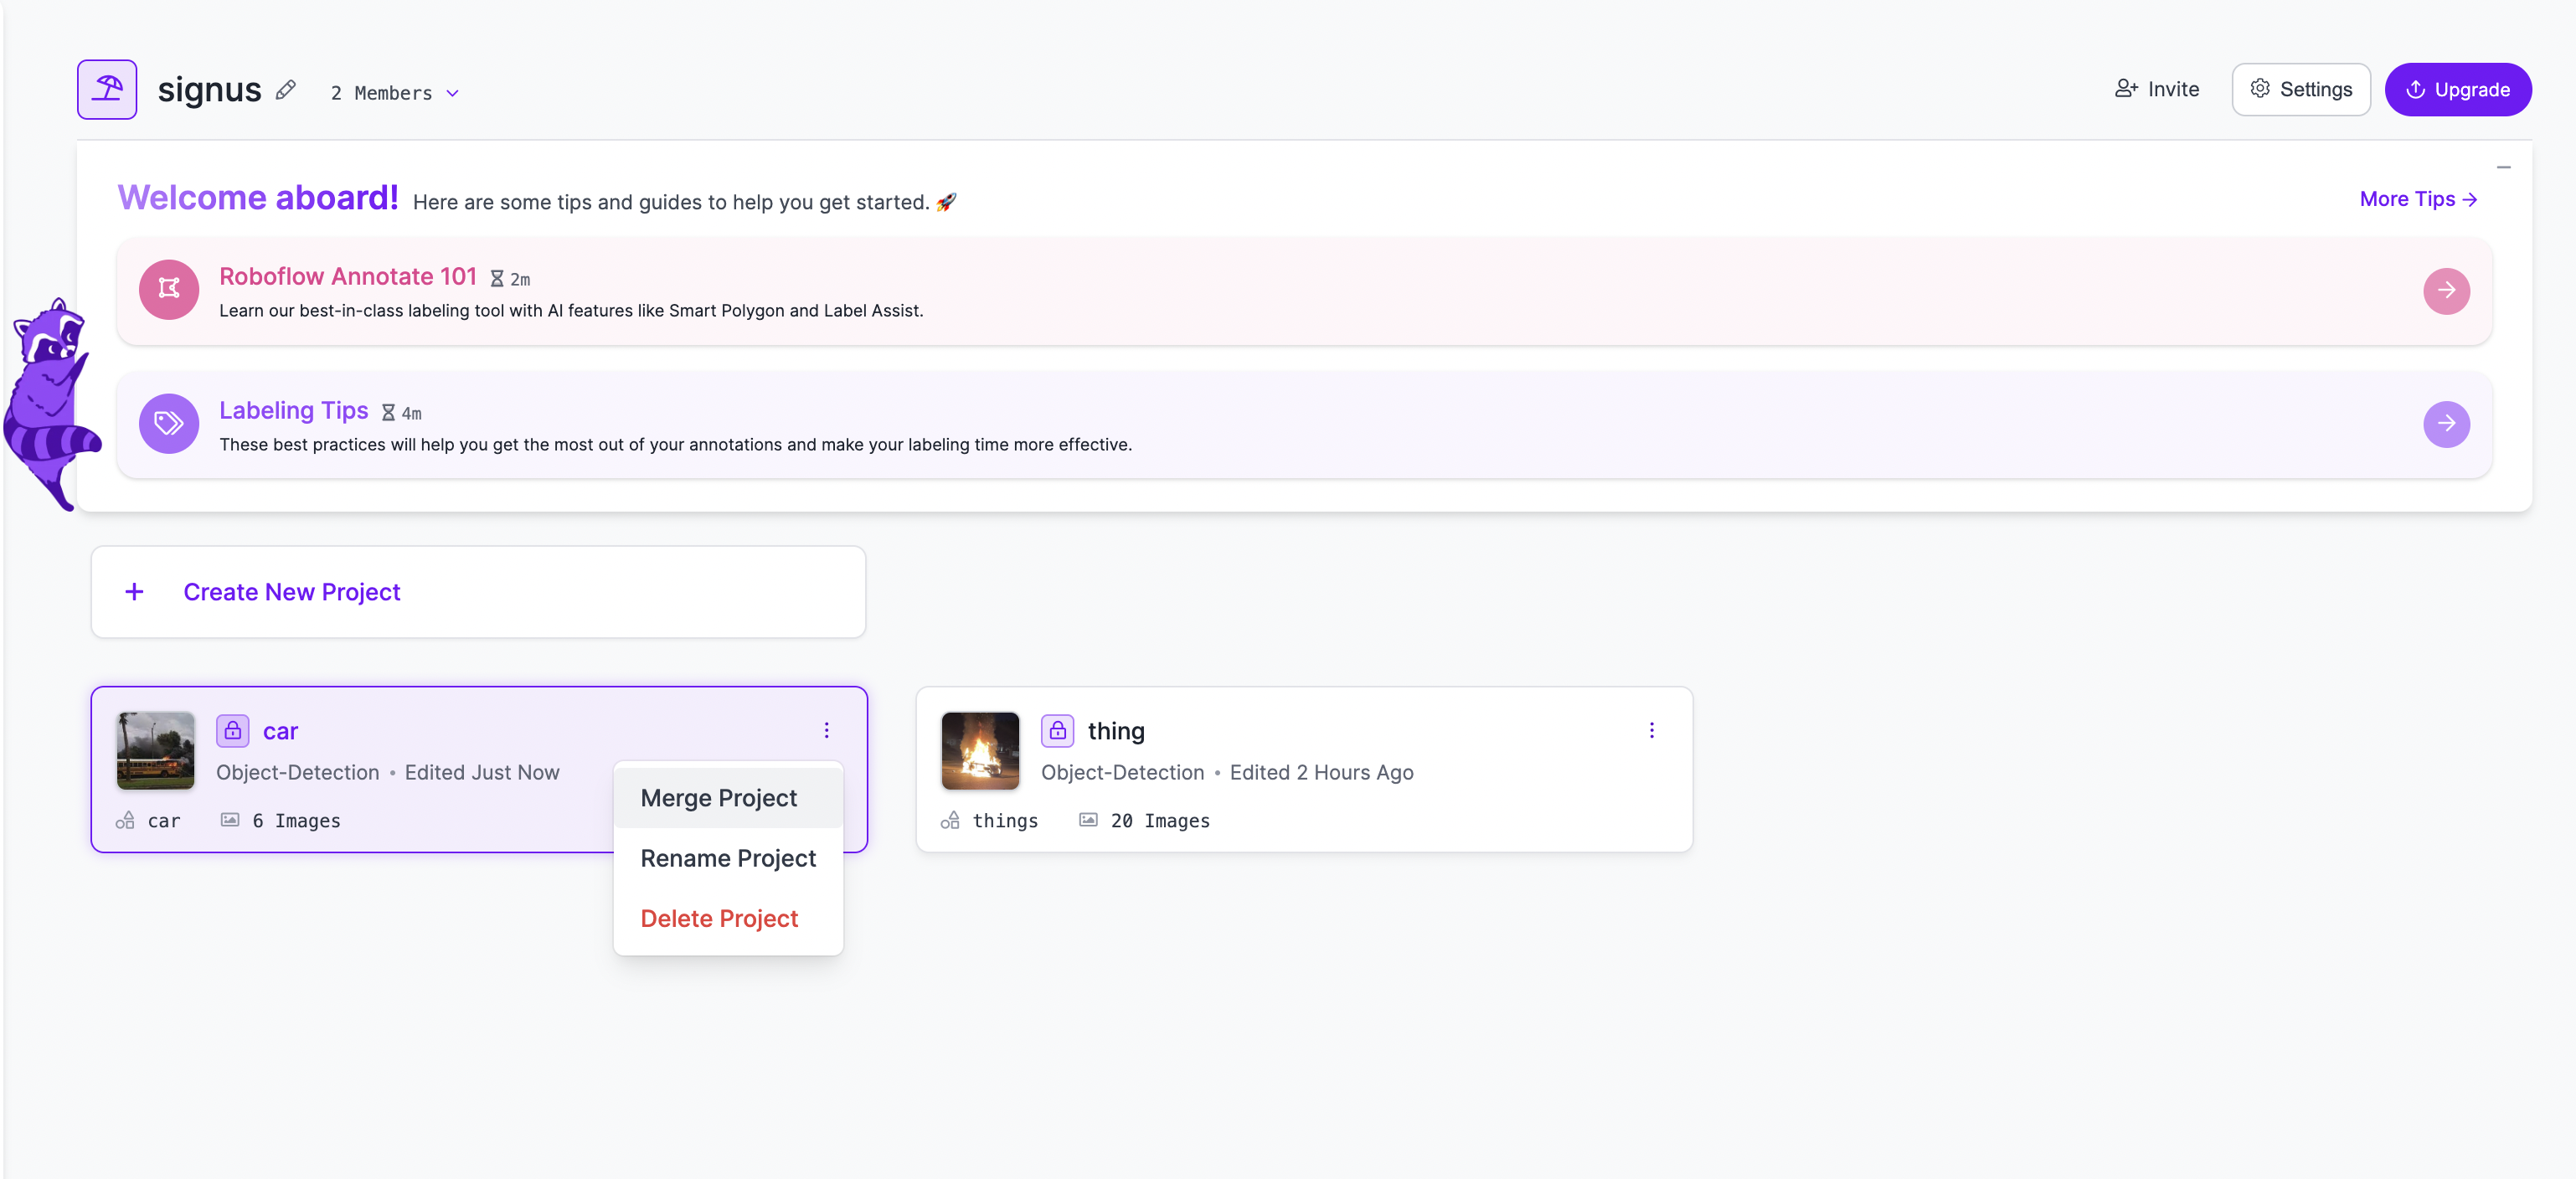 signus 2 Members Invite Settings Upgrade
Welcome aboard! Here are some tips and guides to help you get started. 🚀 More Tips →
Roboflow Annotate 101 2m
Learn our best-in-class labeling tool with AI features like Smart Polygon and Label Assist.
Labeling Tips 4m
These best practices will help you get the most out of your annotations and make your labeling time more effective.
+ Create New Project
car
Object-Detection • Edited Just Now
car 6 Images
Merge Project
Rename Project
Delete Project
thing
Object-Detection • Edited 2 Hours Ago
things 20 Images